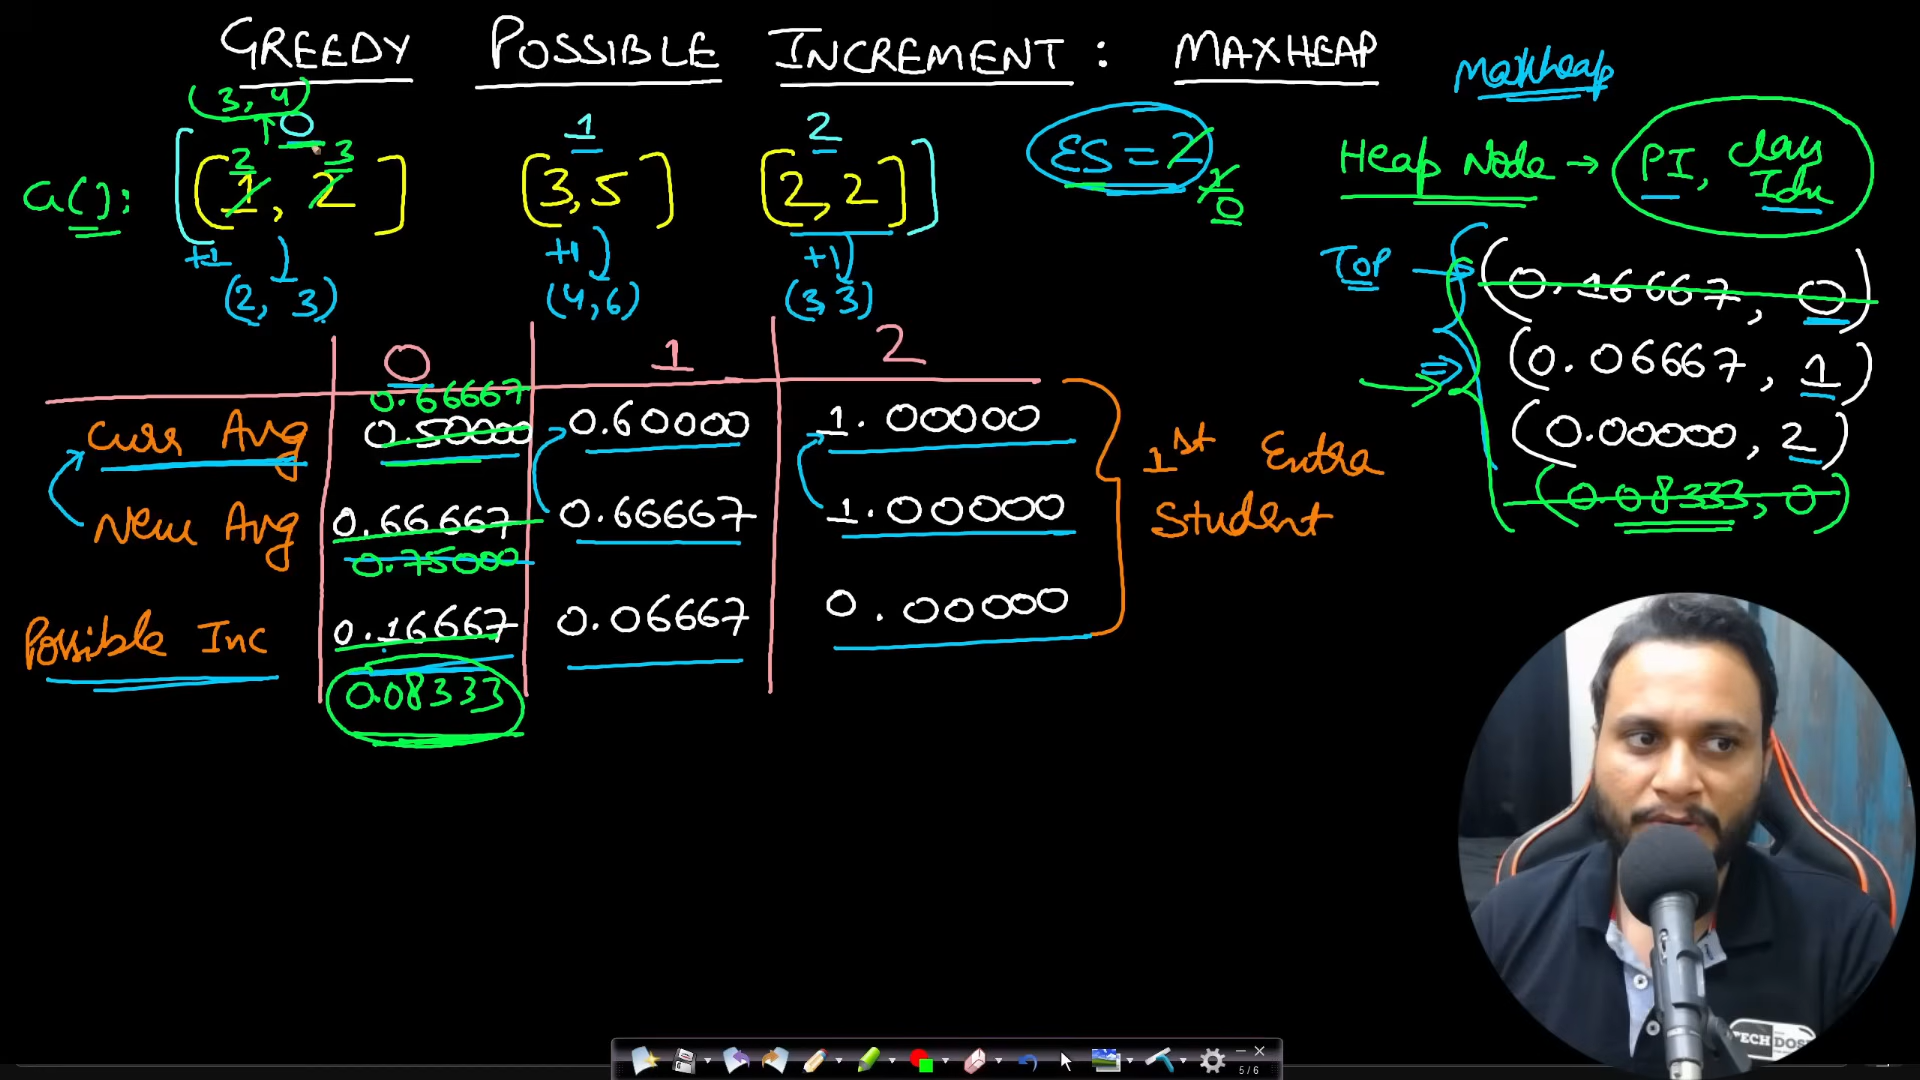 GREEDY POSSIBLE INCREMENT : MAXHEAP
Maxheap
(3, 4)
0 1 2
2 3
a(): [[1, 2] [3,5] [2, 2]]
ES = 2
1
0
Heap Node → (PI, Class Idx)
+1 +1 +1
(2, 3) (4,6) (3,3)
TOP → (0.16667, 0)
(0.06667, 1)
(0.00000, 2)
(0.08333, 0)
0 1 2
0.66667
Curr Avg 0.50000 0.60000 1.00000
New Avg 0.66667 0.66667 1.00000
0.75000
Possible Inc 0.16667 0.06667 0.00000
0.08333
1st Extra
Student
TECH DOSE
5/6